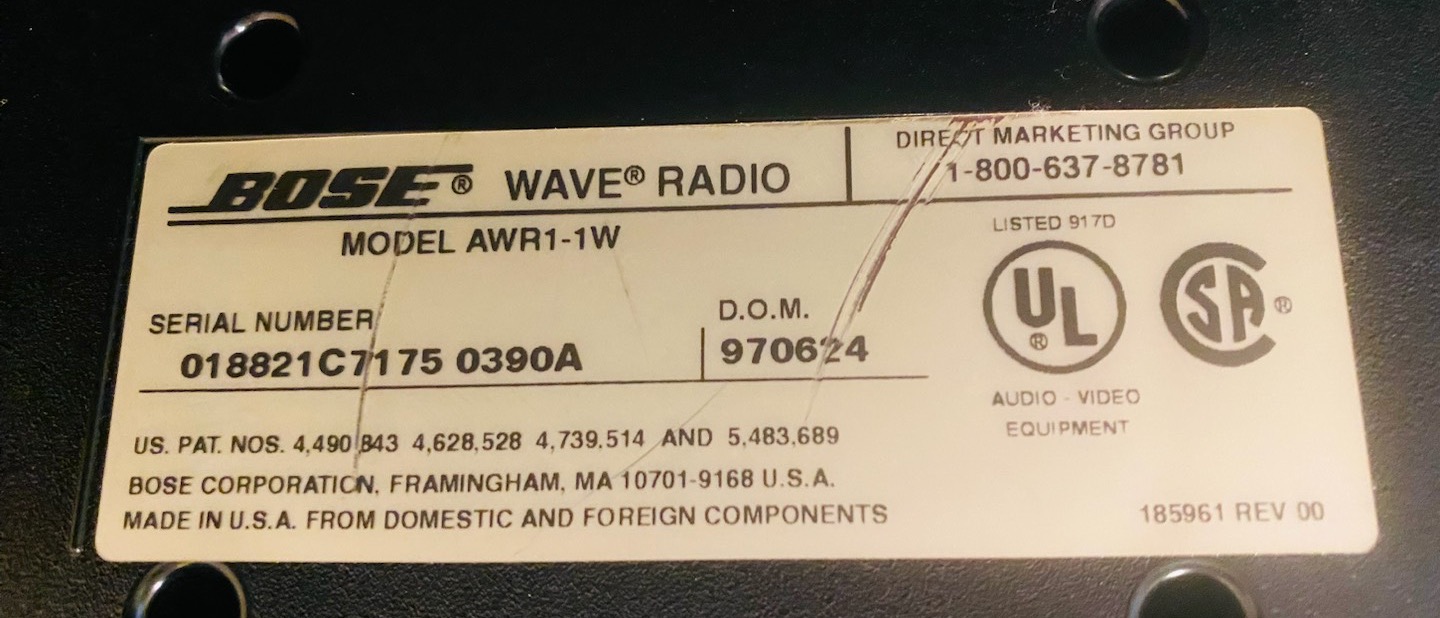 BOSE® WAVE® RADIO
DIRECT MARKETING GROUP
1-800-637-8781
MODEL AWR1-1W
LISTED 917D
UL®
SA®
SERIAL NUMBER
018821C7175 0390A
D.O.M.
970624
AUDIO - VIDEO
EQUIPMENT
US. PAT. NOS. 4,490,843 4,628,528 4,739,514 AND 5,483,689
BOSE CORPORATION, FRAMINGHAM, MA 10701-9168 U.S.A.
MADE IN U.S.A. FROM DOMESTIC AND FOREIGN COMPONENTS
185961 REV 00